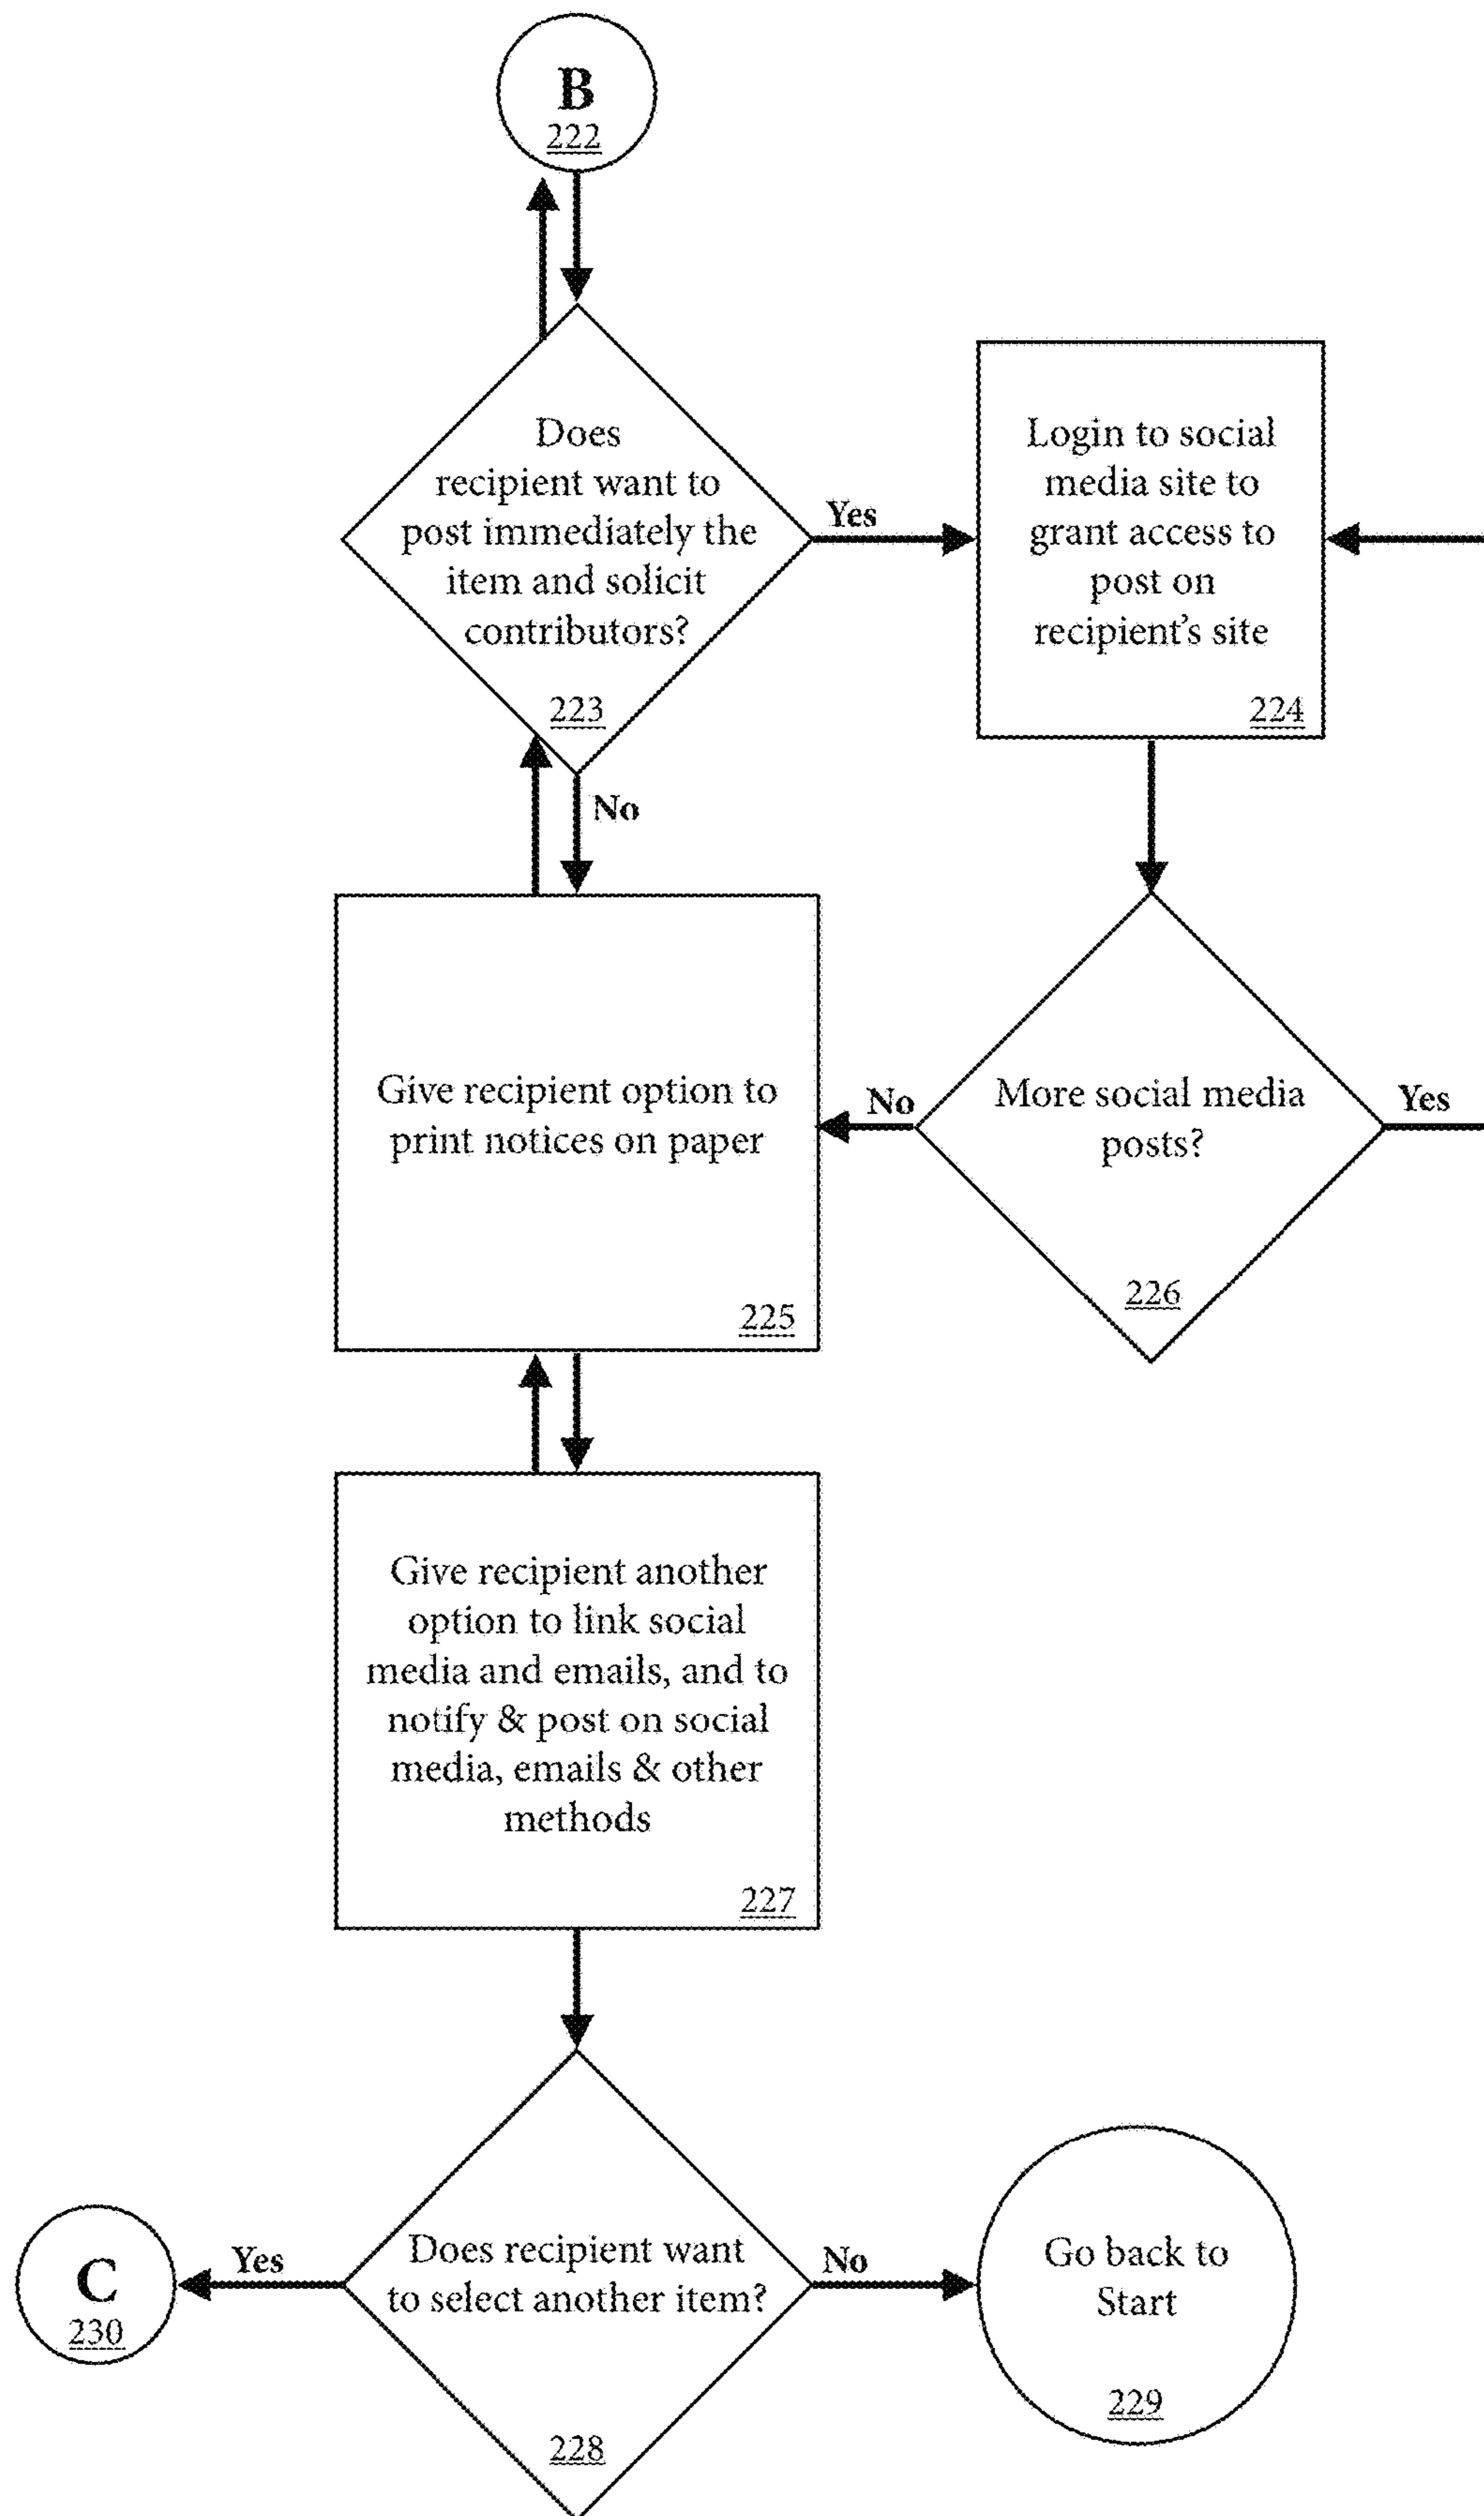 B
222
Does
recipient want to
post immediately the
item and solicit
contributors?
223
Yes
Login to social
media site to
grant access to
post on
recipient's site
224
No
Give recipient option to
print notices on paper
225
No
More social media
posts?
226
Yes
Give recipient another
option to link social
media and emails, and to
notify & post on social
media, emails & other
methods
227
C
230
Yes
Does recipient want
to select another item?
228
No
Go back to
Start
229